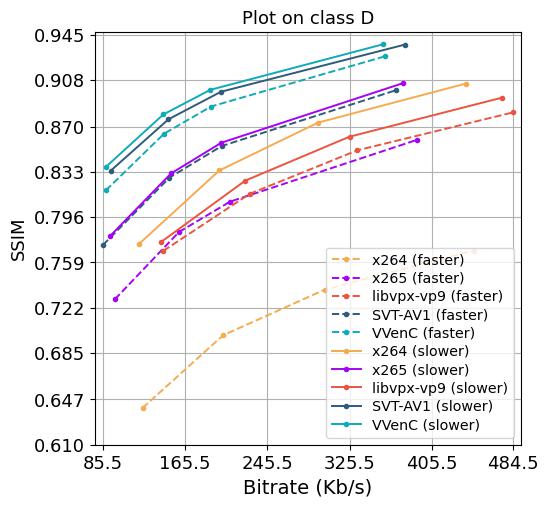 Plot on class D
0.945
0.908
0.870
0.833
0.796
0.759
0.722
0.685
0.647
0.610
SSIM
x264 (faster)
x265 (faster)
libvpx-vp9 (faster)
SVT-AV1 (faster)
VVenC (faster)
x264 (slower)
x265 (slower)
libvpx-vp9 (slower)
SVT-AV1 (slower)
VVenC (slower)
85.5 165.5 245.5 325.5 405.5 484.5
Bitrate (Kb/s)